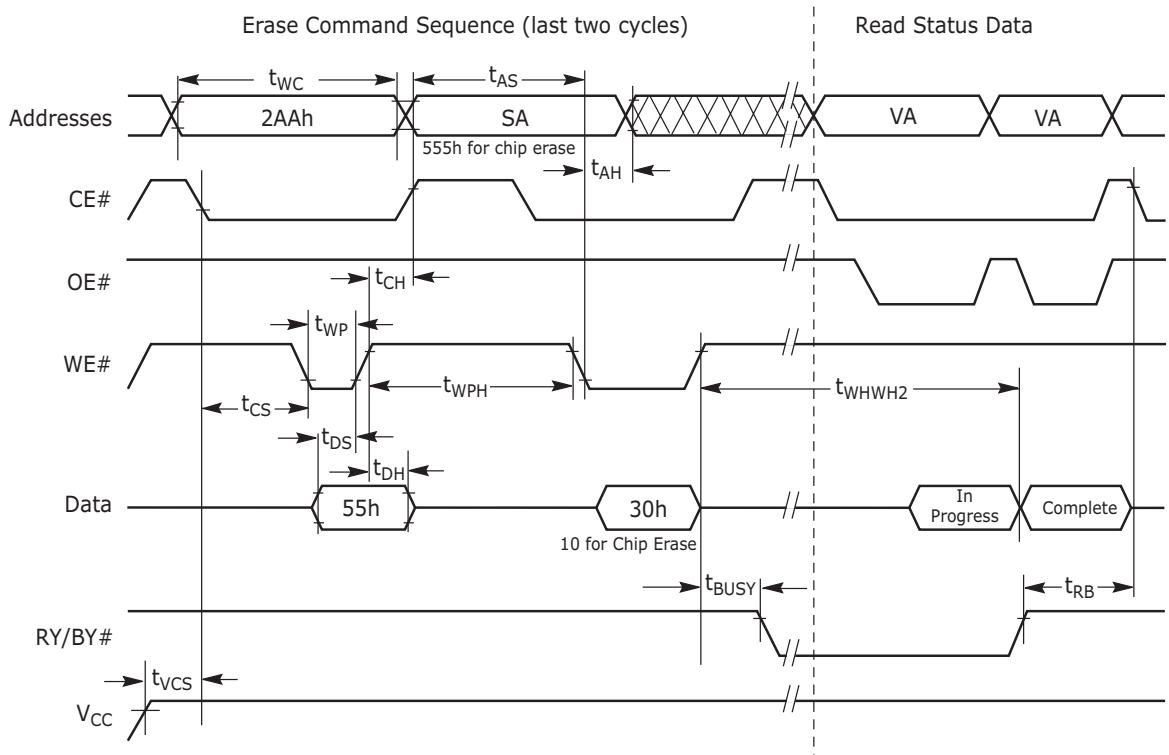 Erase Command Sequence (last two cycles)
Read Status Data
tWC
tAS
Addresses
2AAh
SA
VA
VA
555h for chip erase
tAH
CE#
OE#
tCH
tWP
WE#
tWPH
tWHWH2
tCS
tDS
tDH
Data
55h
30h
In
Progress
Complete
10 for Chip Erase
tBUSY
tRB
RY/BY#
tVCS
VCC